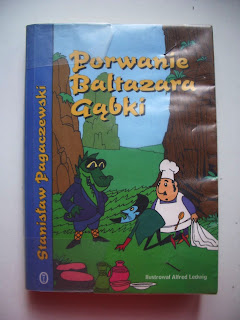 Porwanie
Baltazara
Gąbki
Stanisław Pagaczewski
Ilustrował Alfred Ledwig